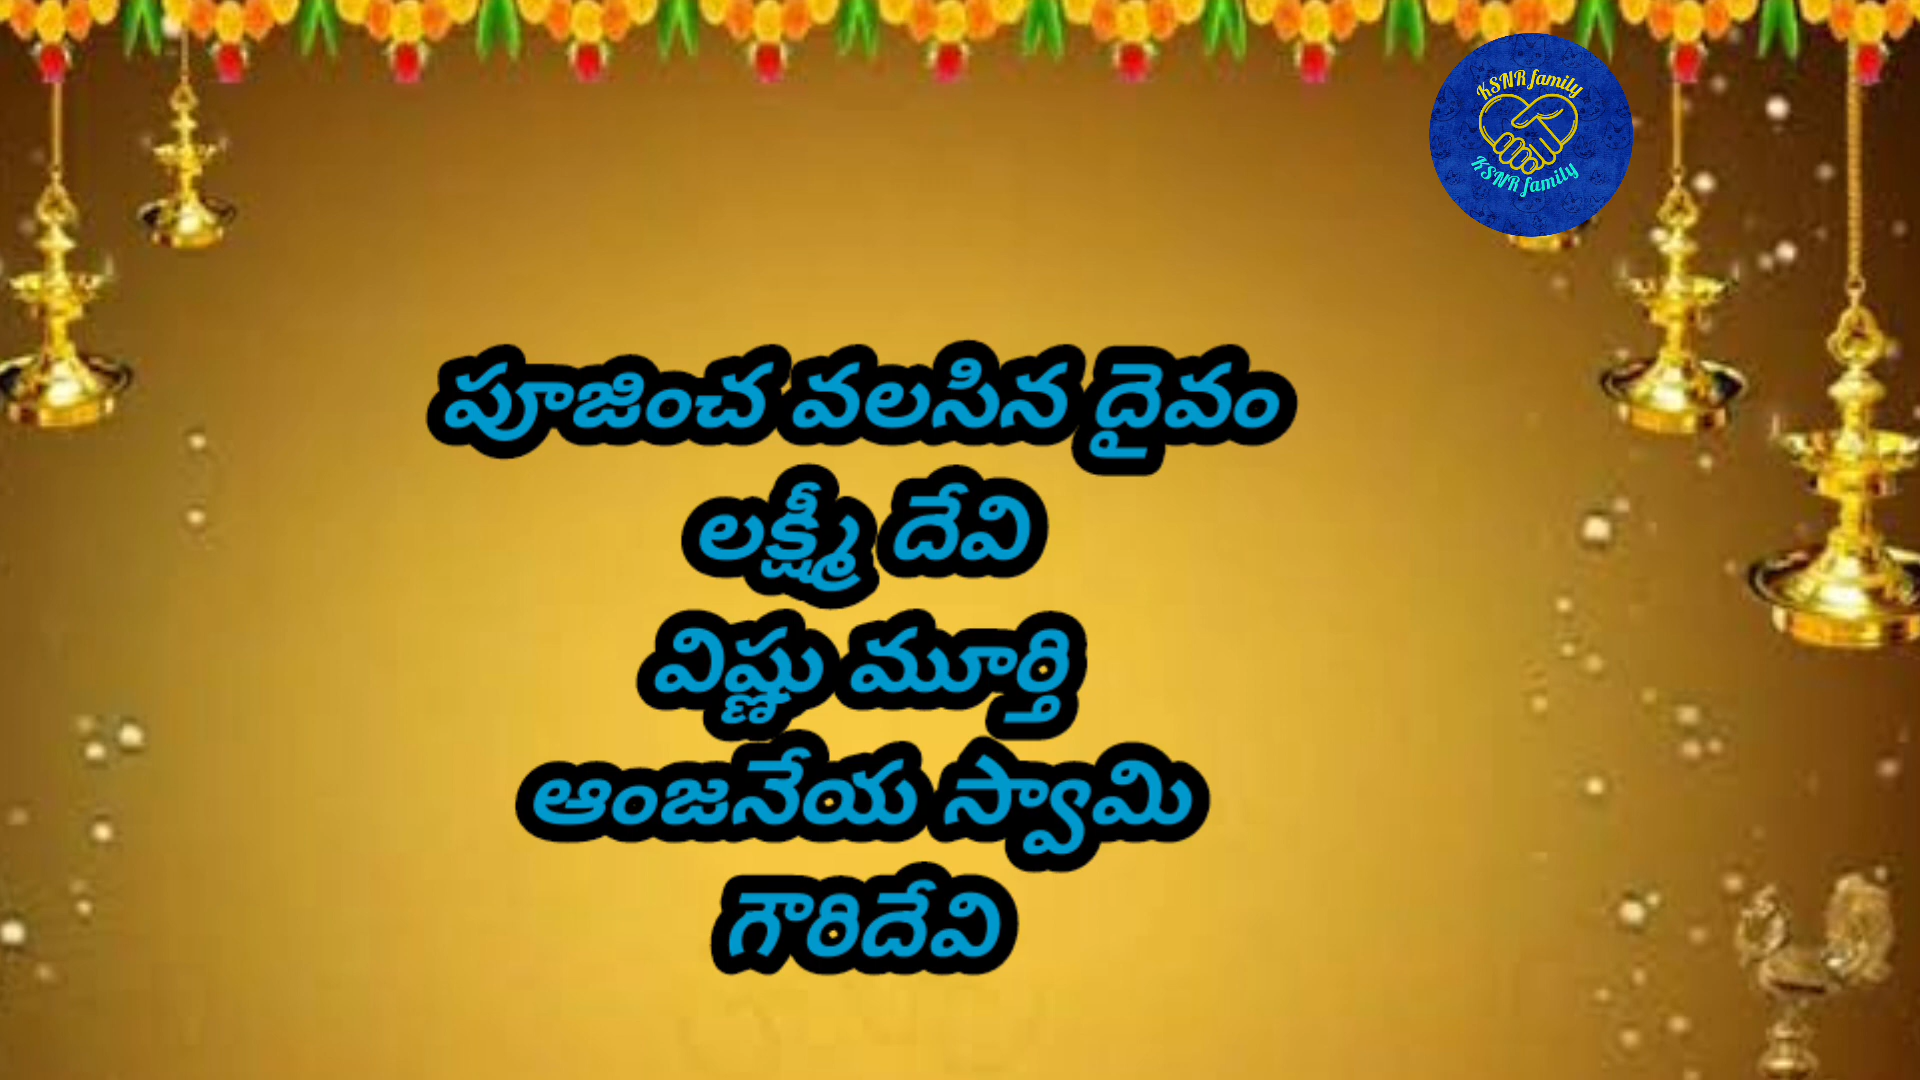 KSNR family
KSNR family
పూజించ వలసిన దైవం
లక్ష్మీ దేవి
విష్ణు మూర్తి
ఆంజనేయ స్వామి
గౌరిదేవి